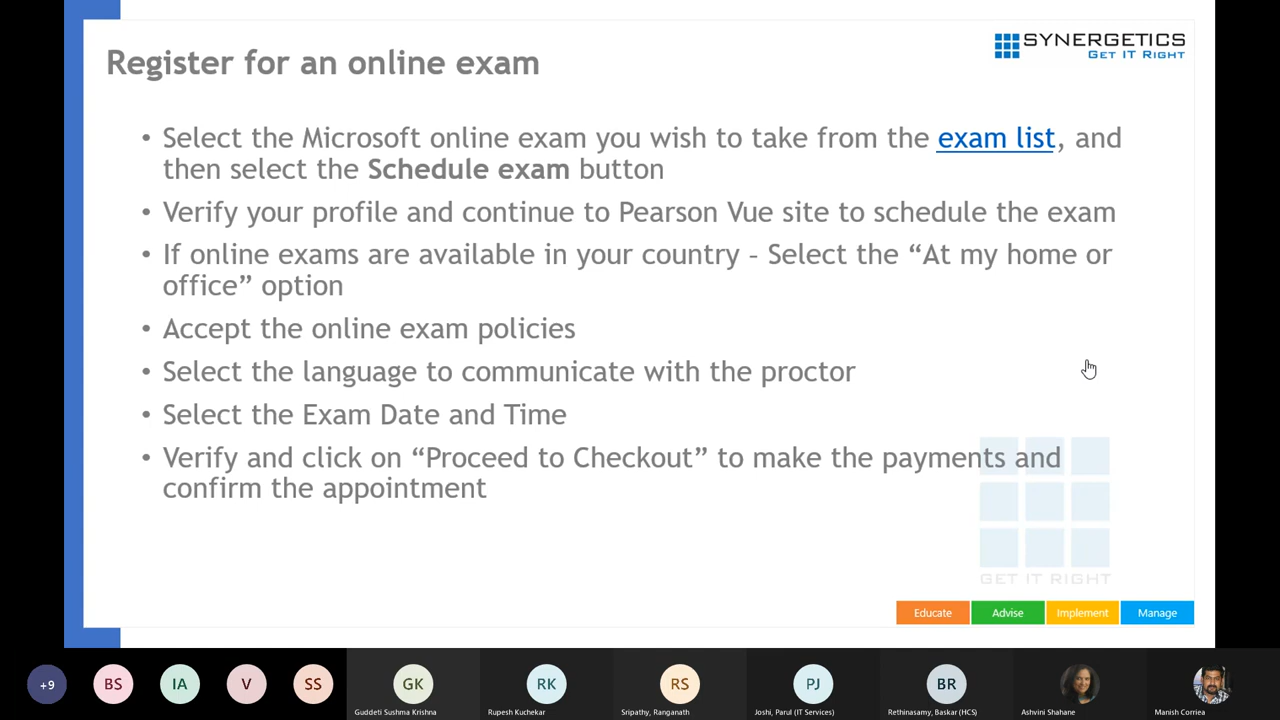 SYNERGETICS
GET IT RIGHT
Register for an online exam
• Select the Microsoft online exam you wish to take from the exam list, and
then select the Schedule exam button
• Verify your profile and continue to Pearson Vue site to schedule the exam
• If online exams are available in your country – Select the “At my home or
office” option
• Accept the online exam policies
• Select the language to communicate with the proctor
• Select the Exam Date and Time
• Verify and click on “Proceed to Checkout” to make the payments and
confirm the appointment
GET IT RIGHT
Educate Advise Implement Manage
+9 BS IA V SS GK RK RS PJ BR
Guddeti Sushma Krishna Rupesh Kuchekar Sripathy, Ranganath Joshi, Parul (IT Services) Rethinasamy, Baskar (HCS) Ashvini Shahane Manish Corriea